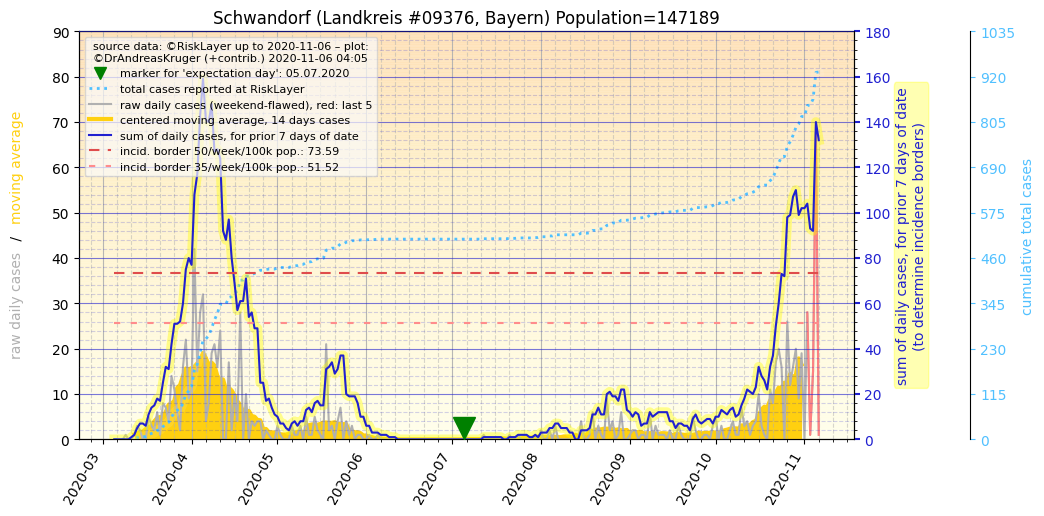 Schwandorf (Landkreis #09376, Bayern) Population=147189
source data: ©RiskLayer up to 2020-11-06 – plot:
©DrAndreasKruger (+contrib.) 2020-11-06 04:05
marker for 'expectation day': 05.07.2020
total cases reported at RiskLayer
raw daily cases (weekend-flawed), red: last 5
centered moving average, 14 days cases
sum of daily cases, for prior 7 days of date
incid. border 50/week/100k pop.: 73.59
incid. border 35/week/100k pop.: 51.52
raw daily cases / moving average
90
80
70
60
50
40
30
20
10
0
2020-03
2020-04
2020-05
2020-06
2020-07
2020-08
2020-09
2020-10
2020-11
180
160
140
120
100
80
60
40
20
0
sum of daily cases, for prior 7 days of date
(to determine incidence borders)
1035
920
805
690
575
460
345
230
115
0
cumulative total cases